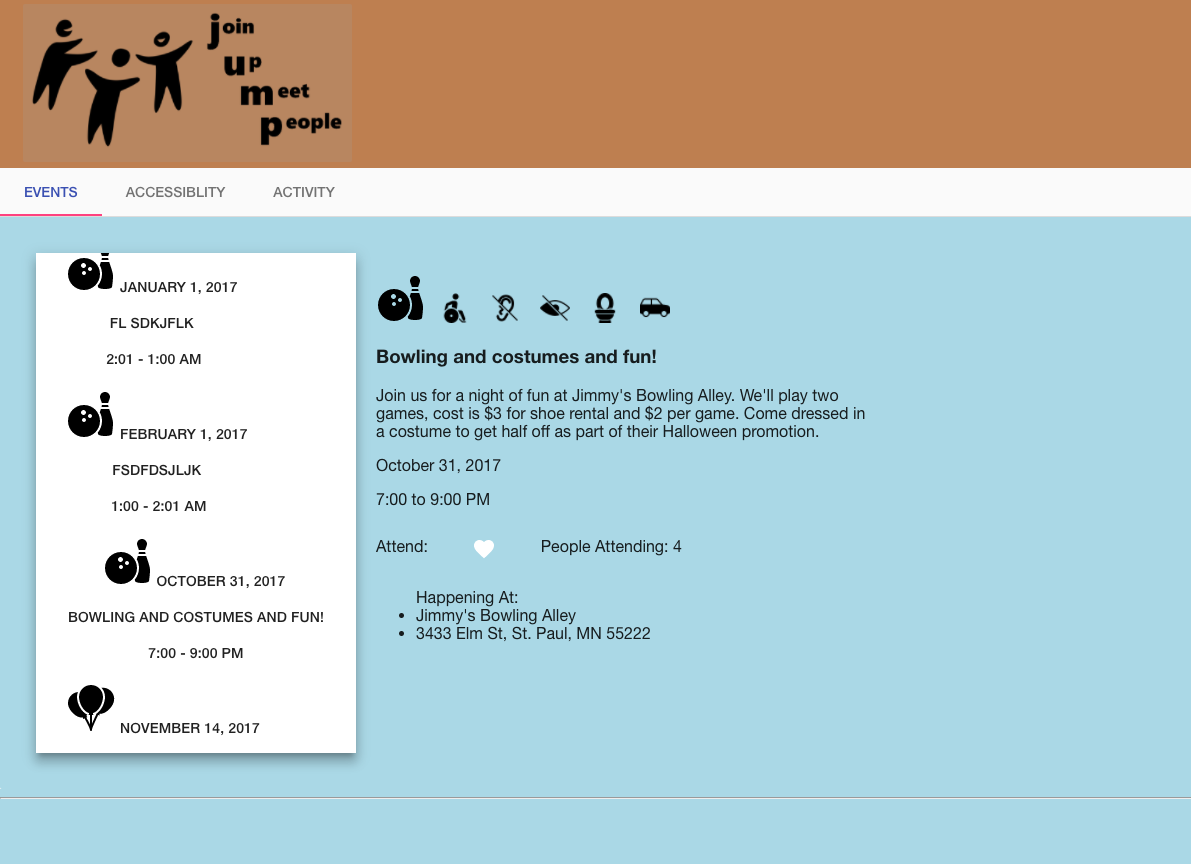 join
up
meet
people
EVENTS ACCESSIBLITY ACTIVITY
JANUARY 1, 2017
FL SDKJFLK
2:01 - 1:00 AM
FEBRUARY 1, 2017
FSDFDSJLJK
1:00 - 2:01 AM
OCTOBER 31, 2017
BOWLING AND COSTUMES AND FUN!
7:00 - 9:00 PM
NOVEMBER 14, 2017
Bowling and costumes and fun!
Join us for a night of fun at Jimmy's Bowling Alley. We'll play two
games, cost is $3 for shoe rental and $2 per game. Come dressed in
a costume to get half off as part of their Halloween promotion.
October 31, 2017
7:00 to 9:00 PM
Attend: People Attending: 4
Happening At:
• Jimmy's Bowling Alley
• 3433 Elm St, St. Paul, MN 55222